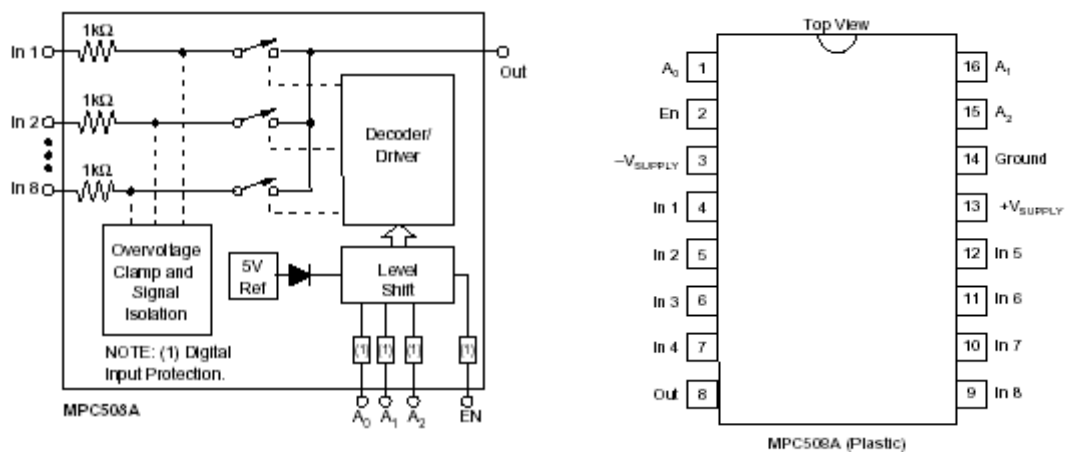 1kΩ
In 1
Out
1kΩ
In 2
Decoder/
Driver
1kΩ
In 8
Overvoltage
Clamp and
Signal
Isolation
5V
Ref
Level
Shift
NOTE: (1) Digital
Input Protection.
(1) (1) (1) (1)
MPC508A
A₀ A₁ A₂ EN
Top View
A₀ 1 16 A₁
En 2 15 A₂
–V_SUPPLY 3 14 Ground
In 1 4 13 +V_SUPPLY
In 2 5 12 In 5
In 3 6 11 In 6
In 4 7 10 In 7
Out 8 9 In 8
MPC508A (Plastic)